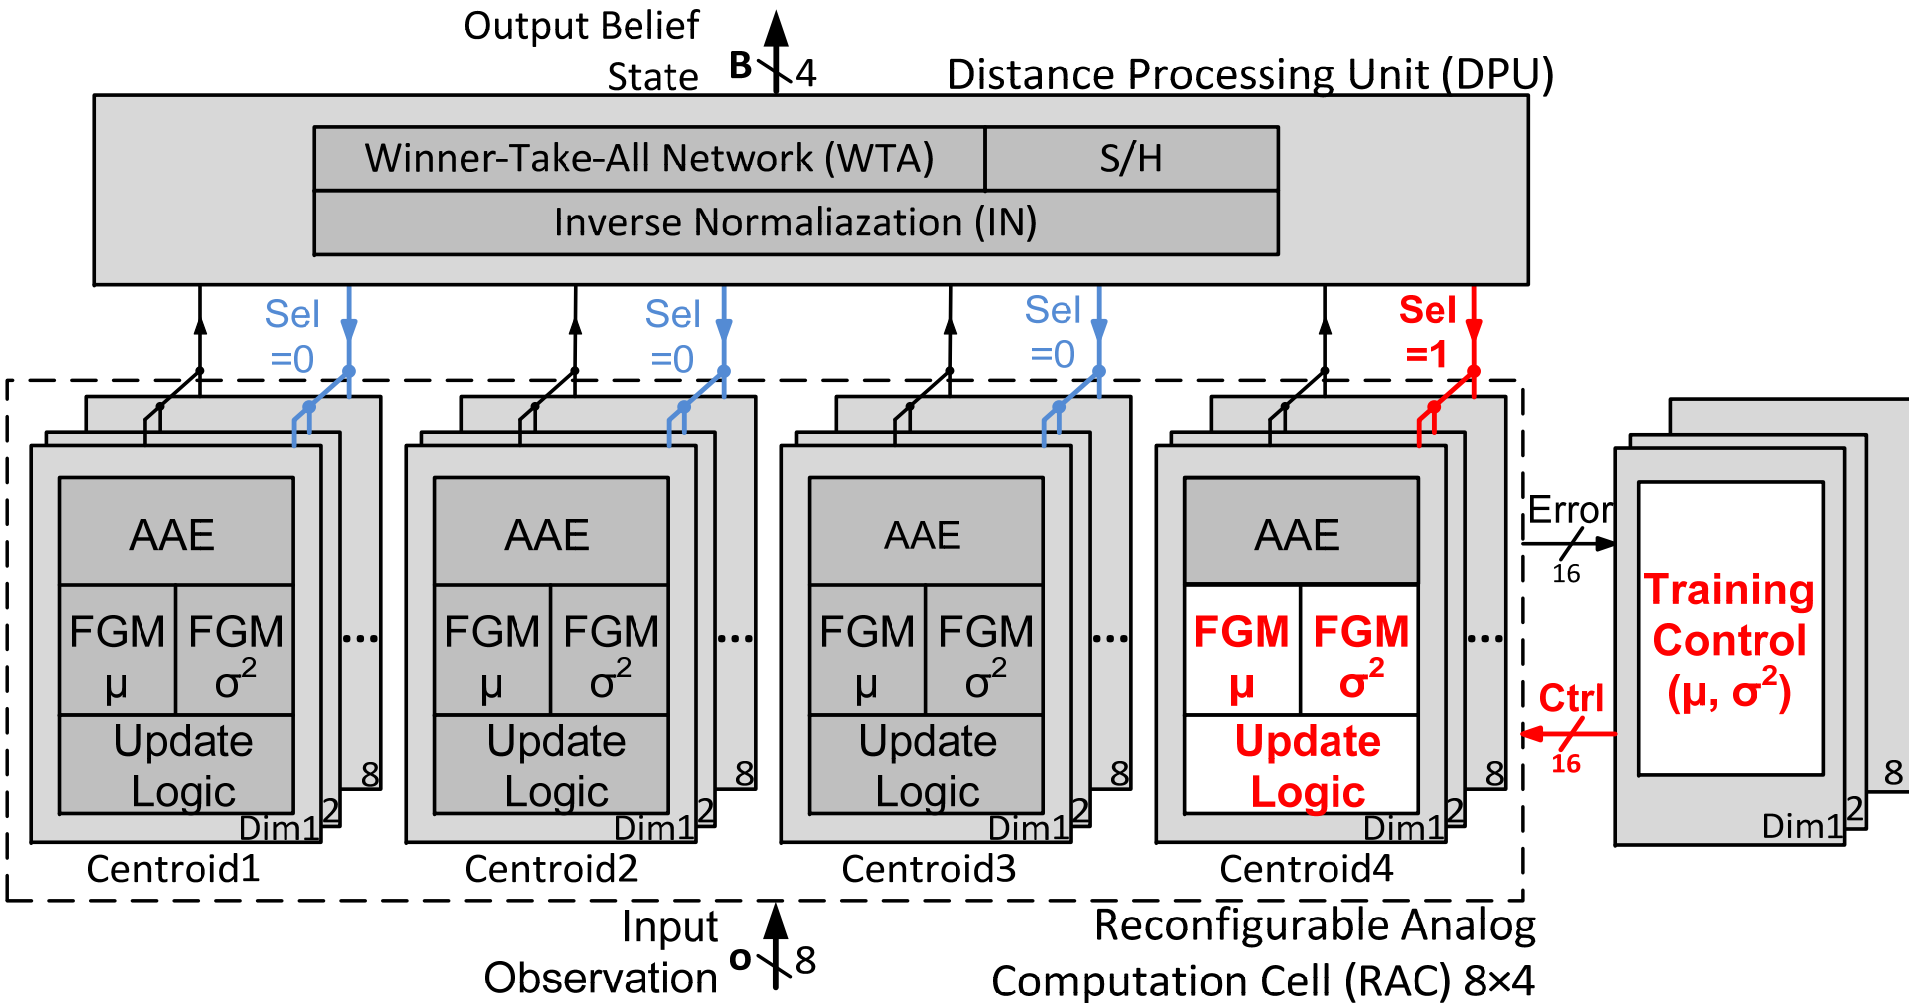 Output Belief
State
B
4
Distance Processing Unit (DPU)
Winner-Take-All Network (WTA)
S/H
Inverse Normaliazation (IN)
Sel
=0
Sel
=0
Sel
=0
Sel
=1
AAE
FGM
μ
FGM
σ²
Update
Logic
...
Dim1
2
8
Centroid1
AAE
FGM
μ
FGM
σ²
Update
Logic
...
Dim1
2
8
Centroid2
AAE
FGM
μ
FGM
σ²
Update
Logic
...
Dim1
2
8
Centroid3
AAE
FGM
μ
FGM
σ²
Update
Logic
...
Dim1
2
8
Centroid4
Error
16
Ctrl
16
Training
Control
(μ, σ²)
Dim1
2
8
Input
Observation
o
8
Reconfigurable Analog
Computation Cell (RAC) 8×4